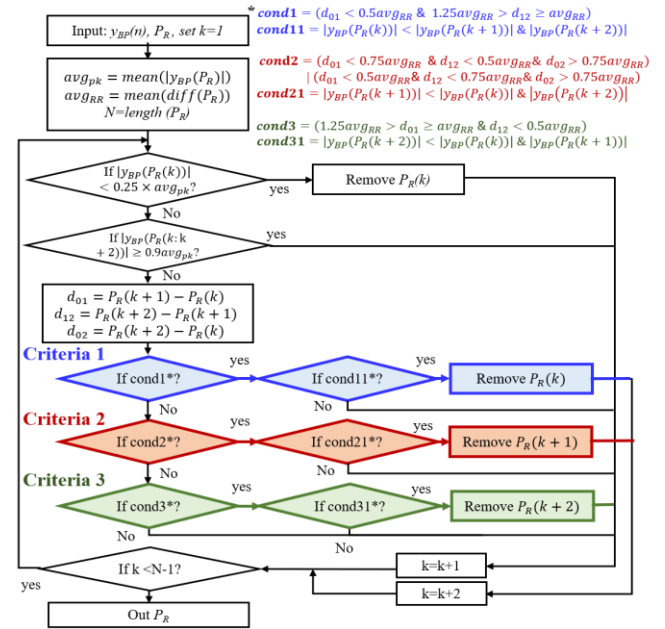 Input: y_BP(n), P_R, set k=1
* cond1 = (d_01 < 0.5avg_RR & 1.25avg_RR > d_12 ≥ avg_RR)
cond11 = |y_BP(P_R(k))| < |y_BP(P_R(k + 1))| & |y_BP(P_R(k + 2))|
cond2 = (d_01 < 0.75avg_RR & d_12 < 0.5avg_RR & d_02 > 0.75avg_RR)
| (d_01 < 0.5avg_RR & d_12 < 0.75avg_RR & d_02 > 0.75avg_RR)
cond21 = |y_BP(P_R(k + 1))| < |y_BP(P_R(k))| & |y_BP(P_R(k + 2))|
cond3 = (1.25avg_RR > d_01 ≥ avg_RR & d_12 < 0.5avg_RR)
cond31 = |y_BP(P_R(k + 2))| < |y_BP(P_R(k))| & |y_BP(P_R(k + 1))|
avg_pk = mean(|y_BP(P_R)|)
avg_RR = mean(diff(P_R))
N=length (P_R)
If |y_BP(P_R(k))|
< 0.25 × avg_pk?
yes
Remove P_R(k)
No
If |y_BP(P_R(k: k
+ 2))| ≥ 0.9avg_pk?
yes
No
d_01 = P_R(k + 1) − P_R(k)
d_12 = P_R(k + 2) − P_R(k + 1)
d_02 = P_R(k + 2) − P_R(k)
Criteria 1
If cond1*?
yes
If cond11*?
yes
Remove P_R(k)
No
No
Criteria 2
If cond2*?
yes
If cond21*?
yes
Remove P_R(k + 1)
No
No
Criteria 3
If cond3*?
yes
If cond31*?
yes
Remove P_R(k + 2)
No
No
If k <N-1?
yes
k=k+1
k=k+2
Out P_R